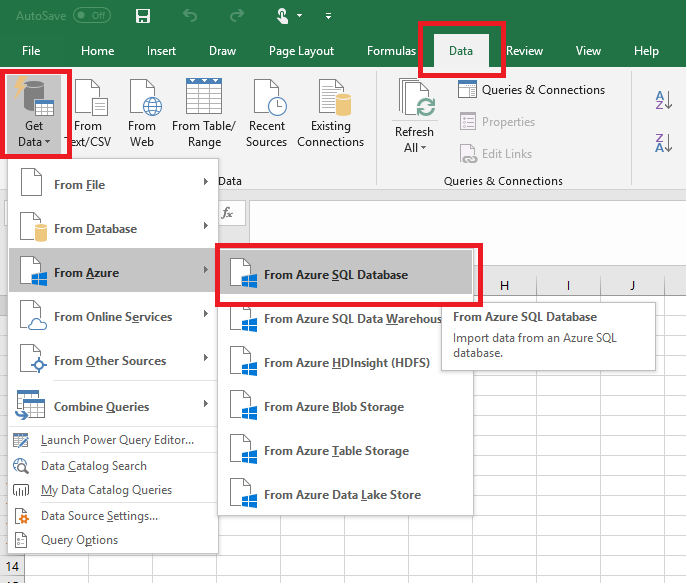 AutoSave Off
File Home Insert Draw Page Layout Formulas Data Review View Help
Get Data
From Text/CSV
From Web
From Table/ Range
Recent Sources
Existing Connections
Refresh All
Queries & Connections
Properties
Edit Links
Data
Queries & Connections
A Z
Z A
fx
From File
From Database
From Azure
From Online Services
From Other Sources
Combine Queries
Launch Power Query Editor...
Data Catalog Search
My Data Catalog Queries
Data Source Settings...
Query Options
From Azure SQL Database
From Azure SQL Data Warehou
From Azure HDInsight (HDFS)
From Azure Blob Storage
From Azure Table Storage
From Azure Data Lake Store
H I J
From Azure SQL Database
Import data from an Azure SQL
database.
14